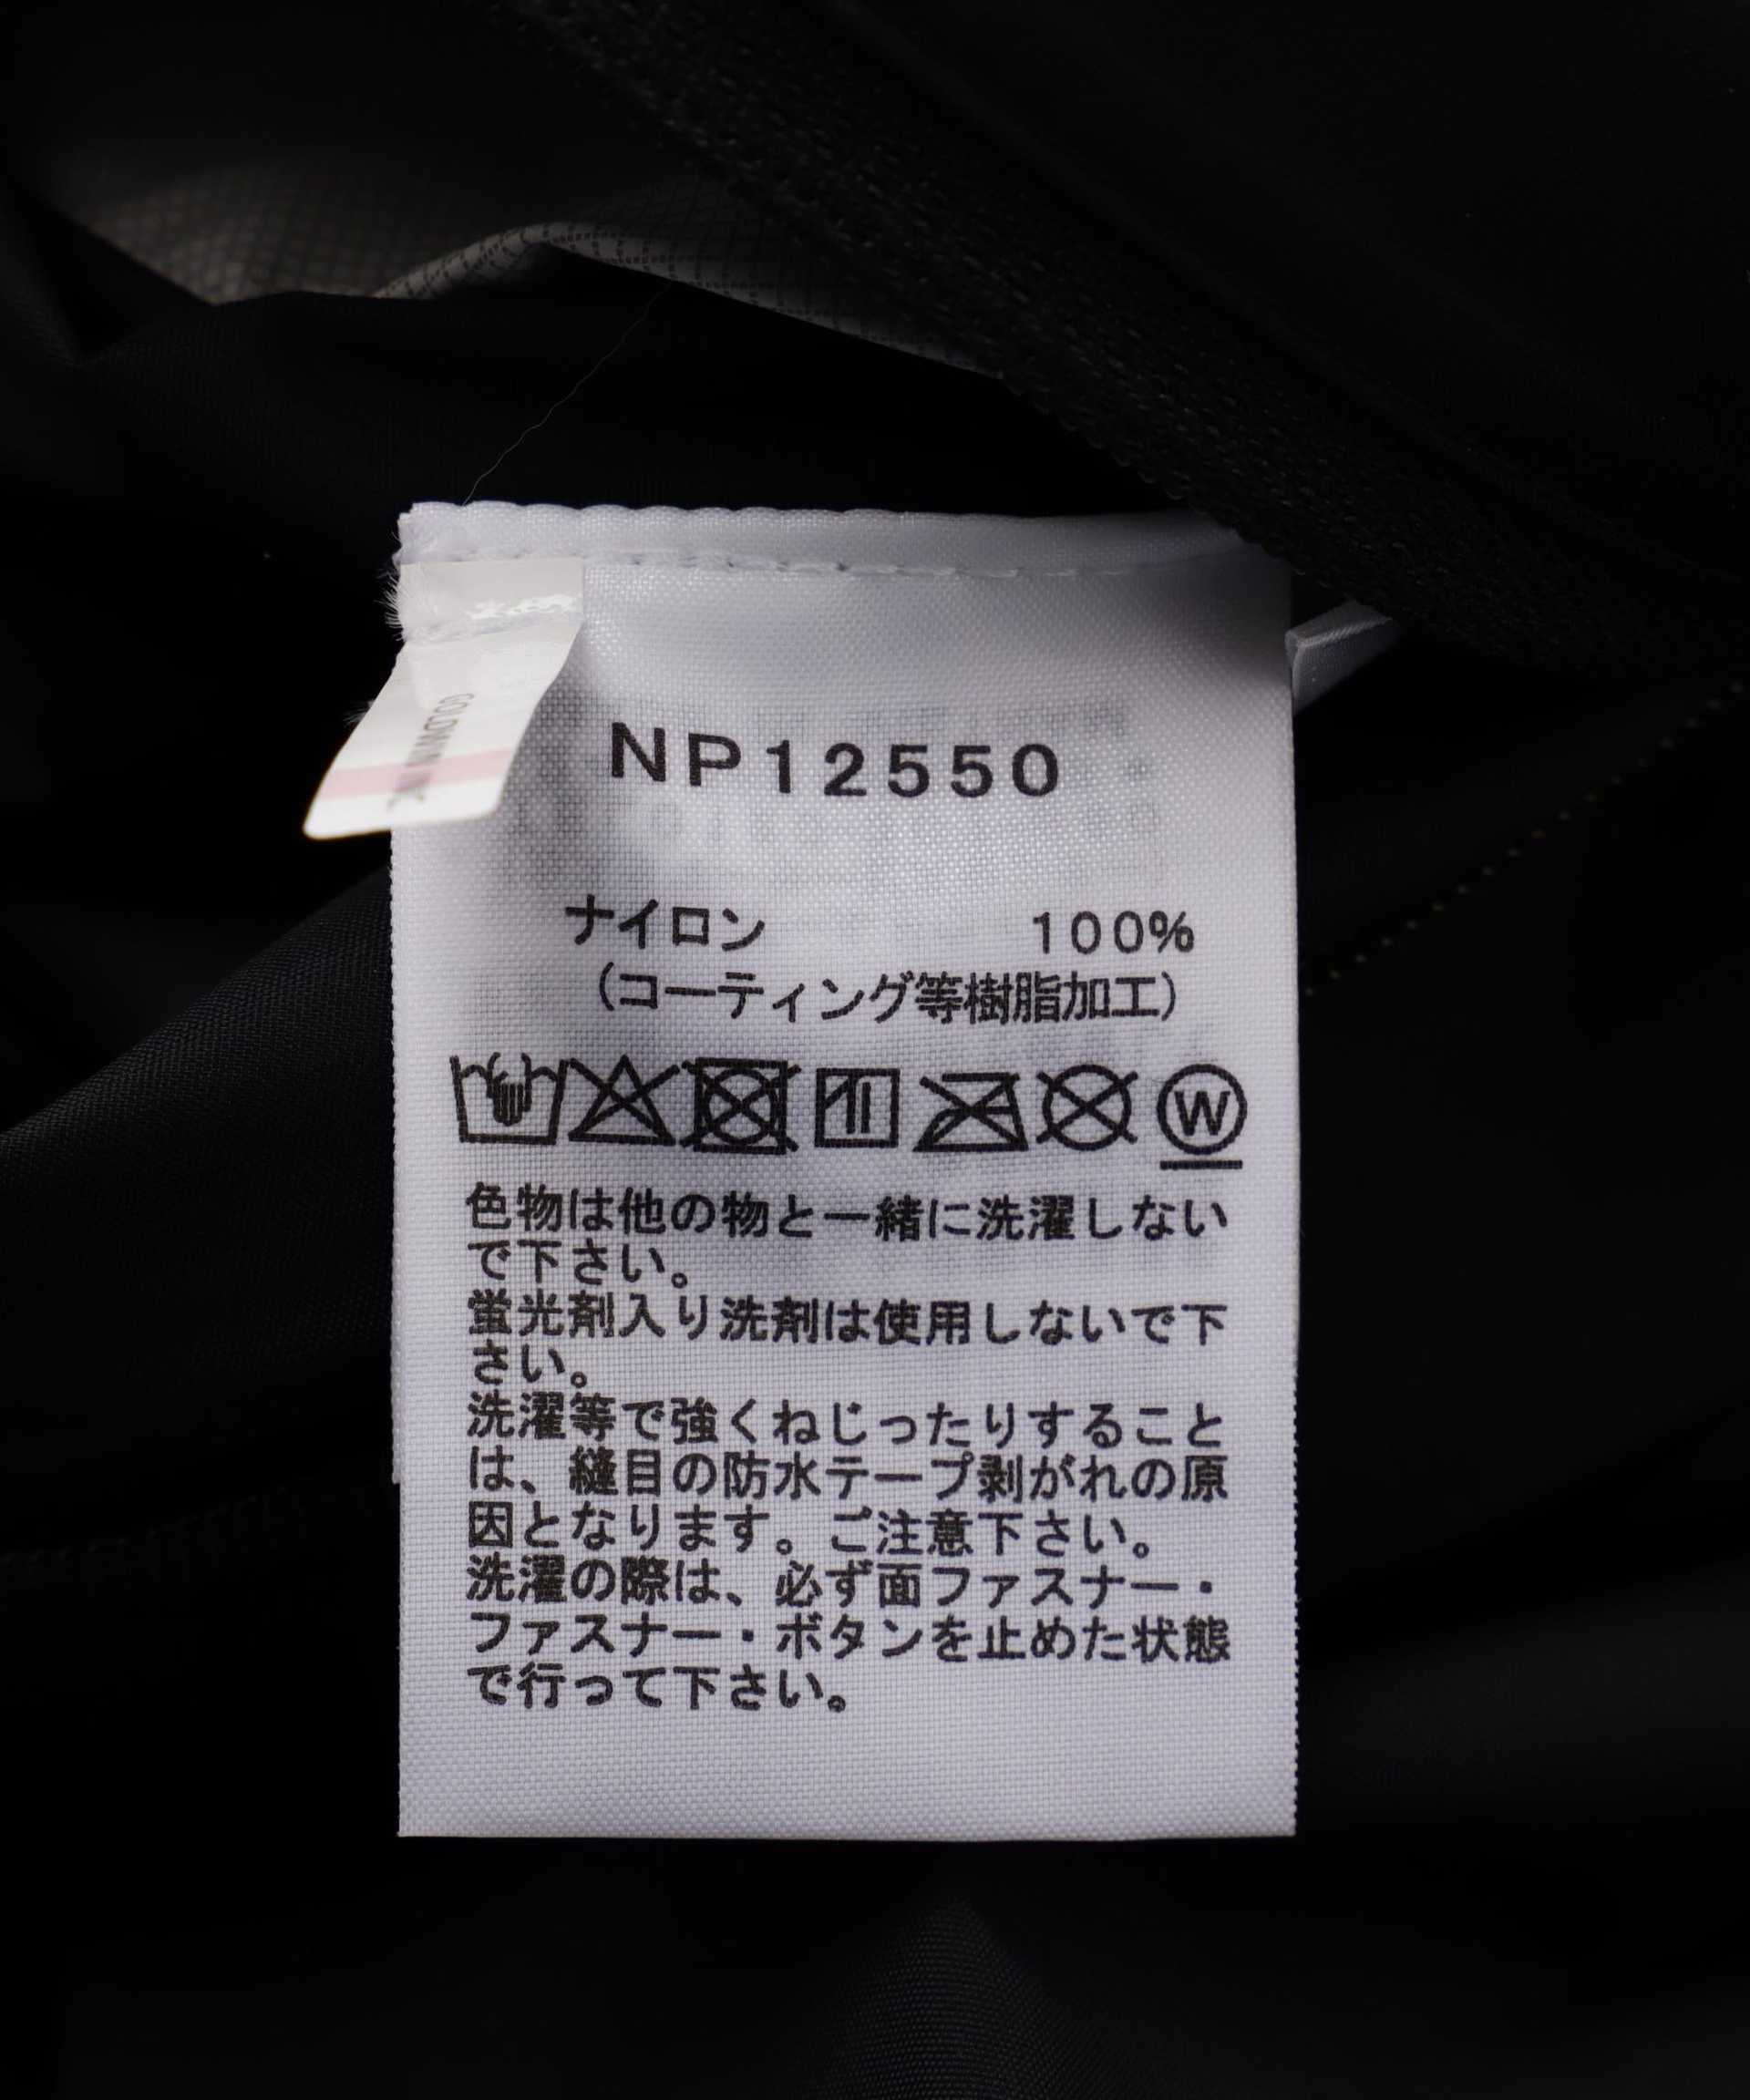 GOLDWIN INC
NP12550
ナイロン 100%
(コーティング等樹脂加工)
W
色物は他の物と一緒に洗濯しない
で下さい。
蛍光剤入り洗剤は使用しないで下
さい。
洗濯等で強くねじったりすること
は、縫目の防水テープ剥がれの原
因となります。ご注意下さい。
洗濯の際は、必ず面ファスナー・
ファスナー・ボタンを止めた状態
で行って下さい。